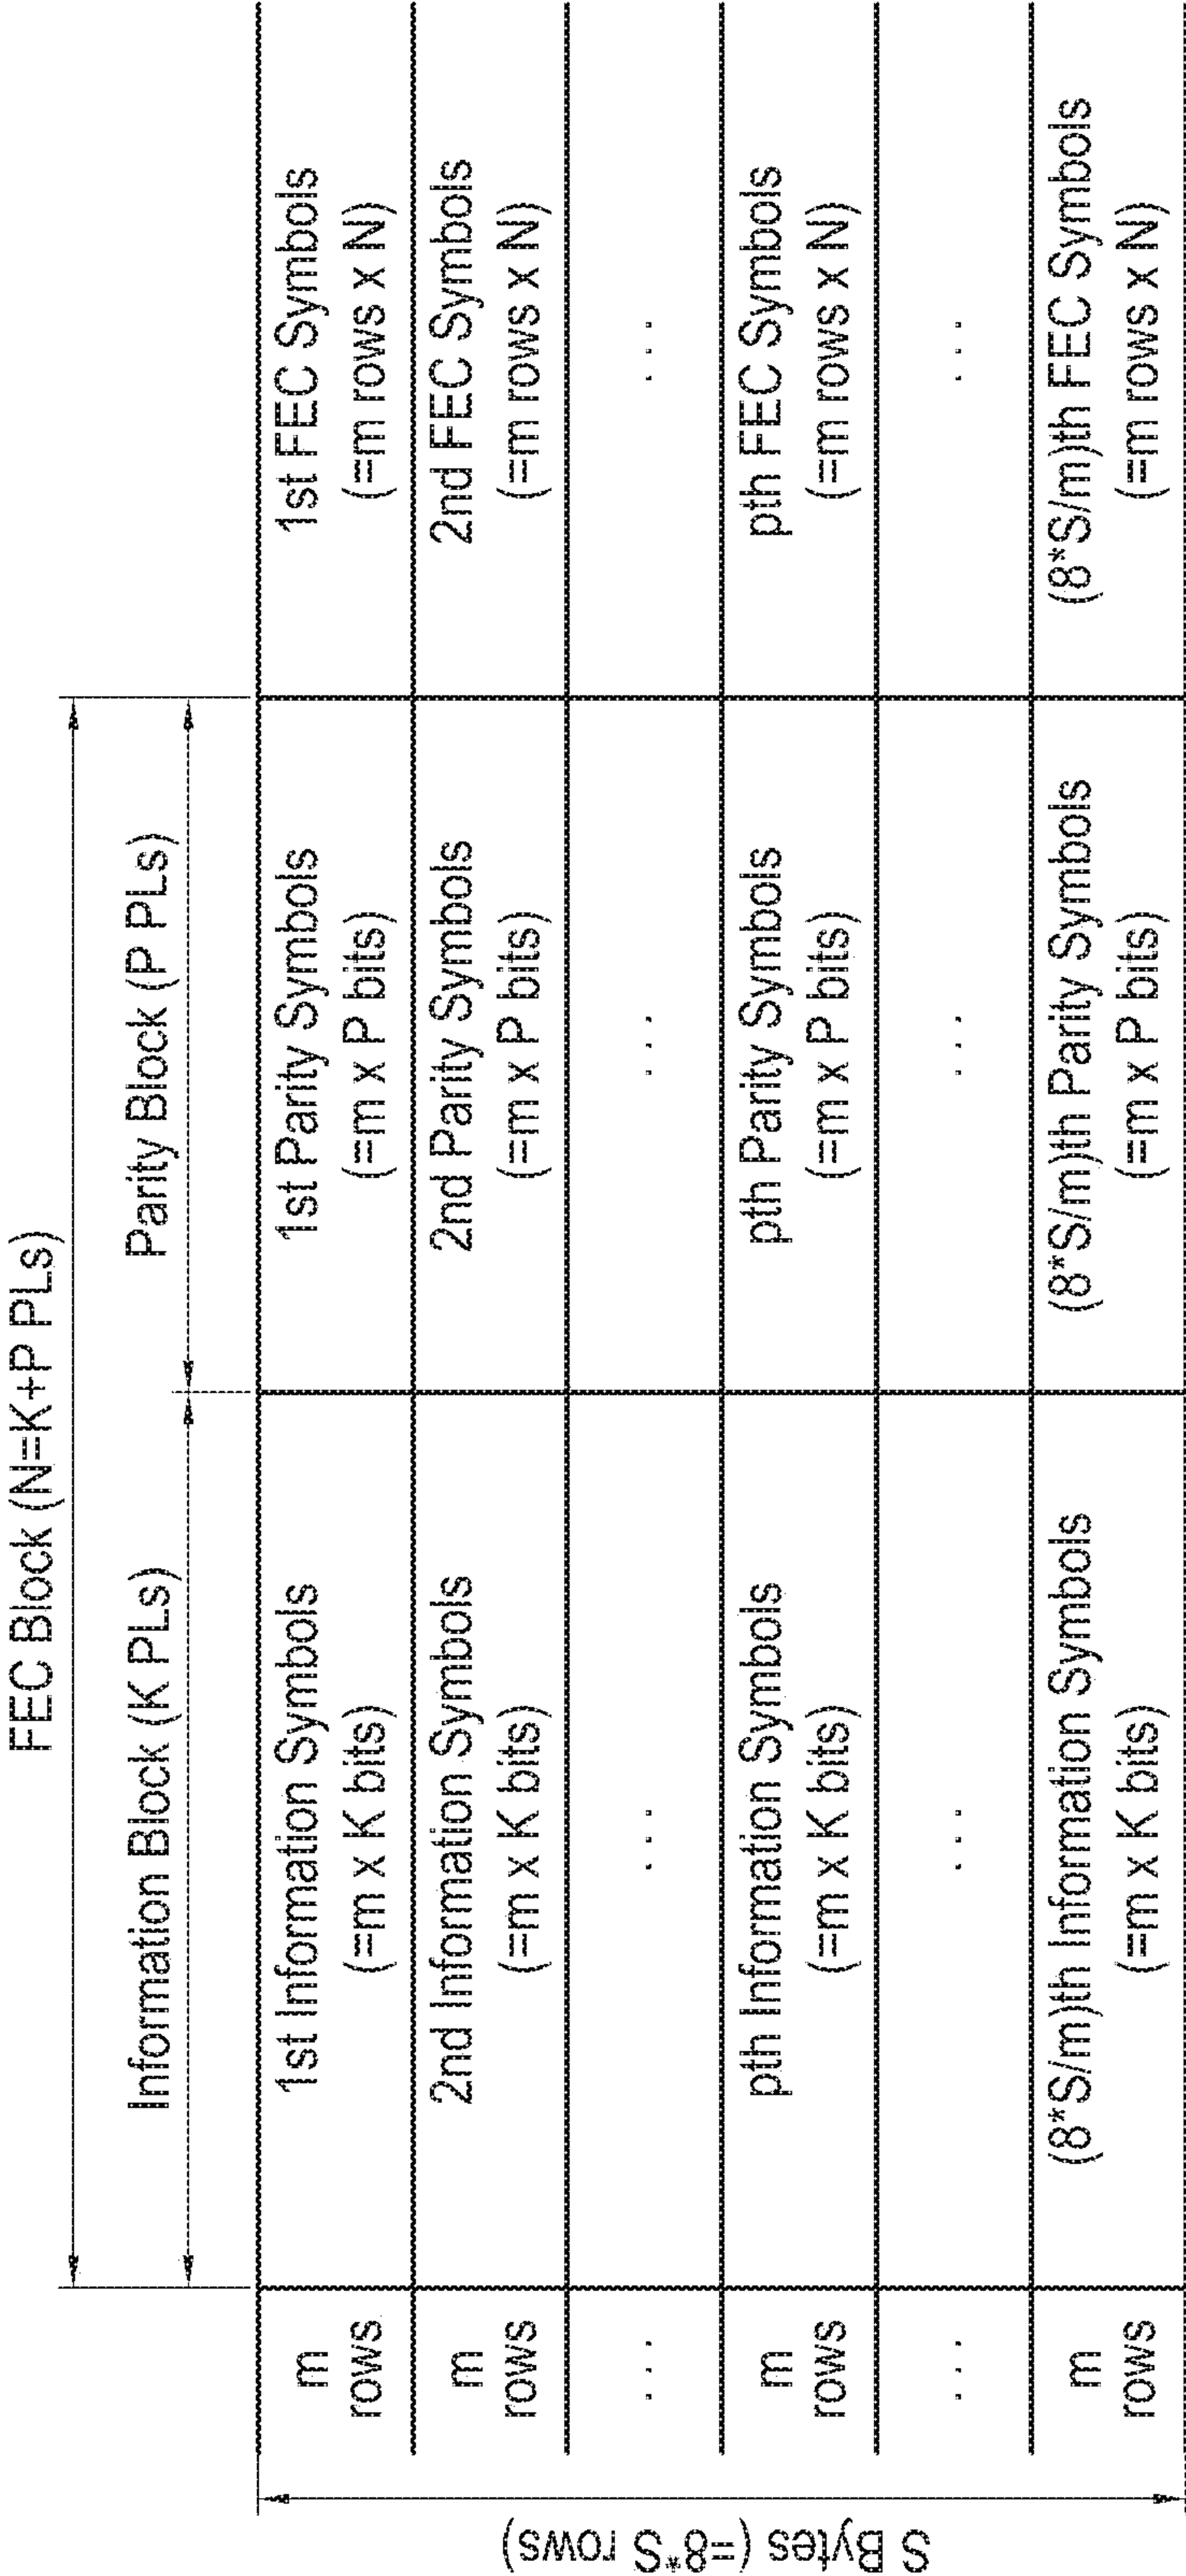 FEC Block (N=K+P PLs)
Information Block (K PLs)
Parity Block (P PLs)
S Bytes (=8*S rows)
m
rows
1st Information Symbols
(=m x K bits)
1st Parity Symbols
(=m x P bits)
1st FEC Symbols
(=m rows x N)
m
rows
2nd Information Symbols
(=m x K bits)
2nd Parity Symbols
(=m x P bits)
2nd FEC Symbols
(=m rows x N)
...
...
...
...
m
rows
pth Information Symbols
(=m x K bits)
pth Parity Symbols
(=m x P bits)
pth FEC Symbols
(=m rows x N)
...
...
...
...
m
rows
(8*S/m)th Information Symbols
(=m x K bits)
(8*S/m)th Parity Symbols
(=m x P bits)
(8*S/m)th FEC Symbols
(=m rows x N)